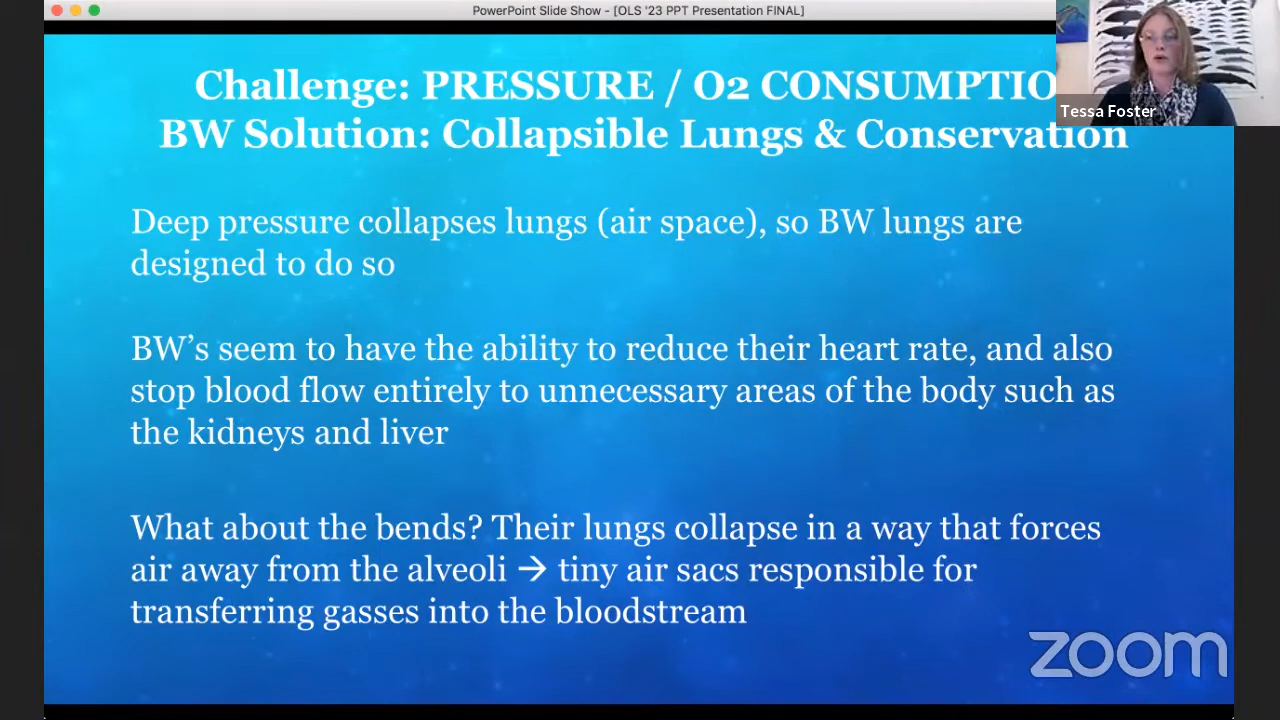 PowerPoint Slide Show - [OLS '23 PPT Presentation FINAL]
Challenge: PRESSURE / O2 CONSUMPTIO
BW Solution: Collapsible Lungs & Conservation
Tessa Foster
Deep pressure collapses lungs (air space), so BW lungs are
designed to do so
BW’s seem to have the ability to reduce their heart rate, and also
stop blood flow entirely to unnecessary areas of the body such as
the kidneys and liver
What about the bends? Their lungs collapse in a way that forces
air away from the alveoli → tiny air sacs responsible for
transferring gasses into the bloodstream
zoom